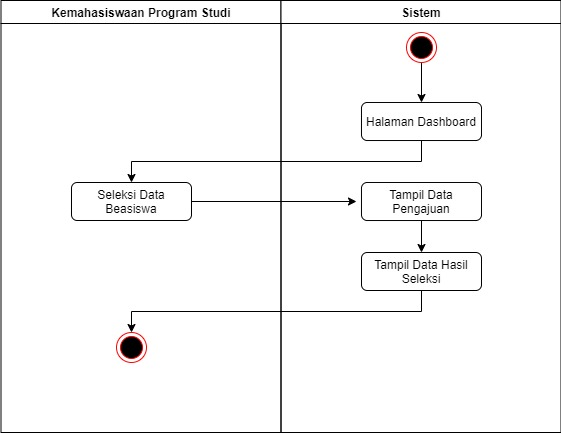 Kemahasiswaan Program Studi
Sistem
Halaman Dashboard
Seleksi Data
Beasiswa
Tampil Data
Pengajuan
Tampil Data Hasil
Seleksi